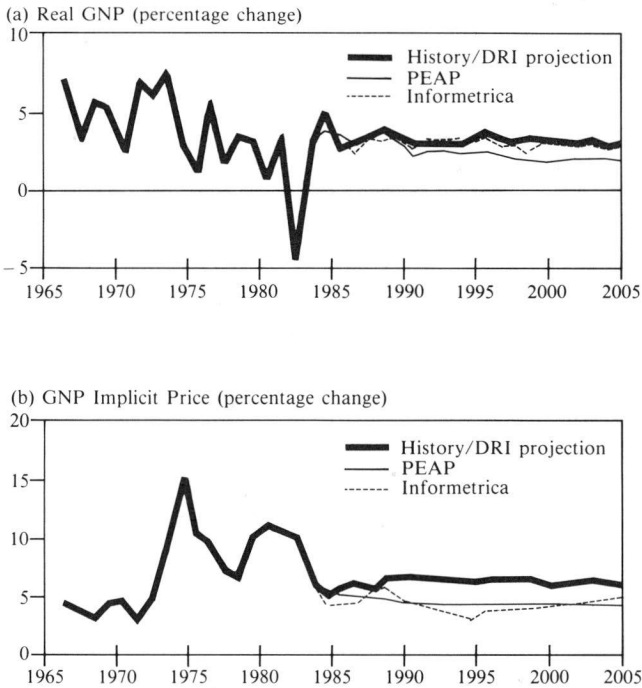 (a) Real GNP (percentage change)
10
History/DRI projection
PEAP
Informetrica
5
0
−5
1965 1970 1975 1980 1985 1990 1995 2000 2005
(b) GNP Implicit Price (percentage change)
20
History/DRI projection
PEAP
Informetrica
15
10
5
0
1965 1970 1975 1980 1985 1990 1995 2000 2005